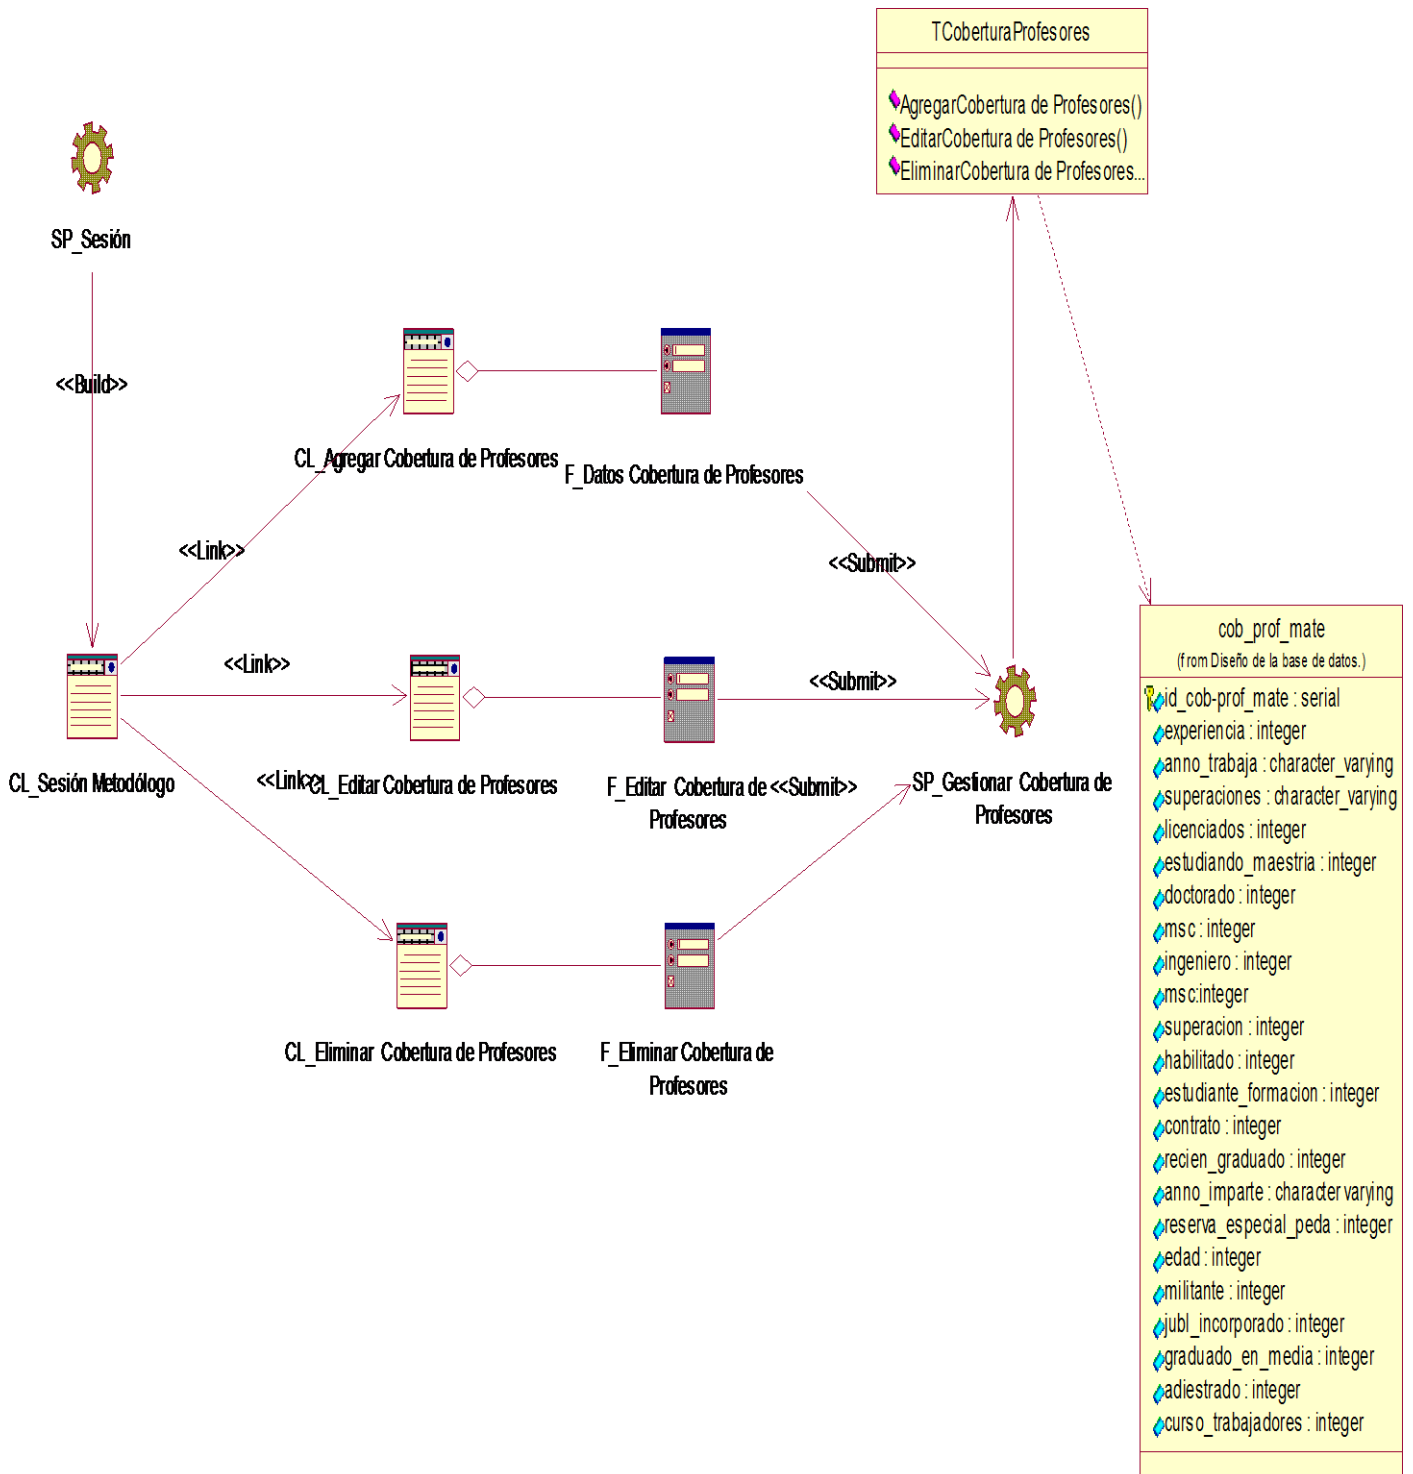 TCoberturaProfesores
AgregarCobertura de Profesores()
EditarCobertura de Profesores()
EliminarCobertura de Profesores...
SP_Sesión
<<Build>>
CL_Agregar Cobertura de Profesores
F_Datos Cobertura de Profesores
<<Link>>
<<Submit>>
<<Link>>
<<Submit>>
CL_Sesión Metodólogo
<<Link>>
CL_Editar Cobertura de Profesores
F_Editar Cobertura de
Profesores
<<Submit>>
SP_Gestionar Cobertura de
Profesores
CL_Eliminar Cobertura de Profesores
F_Eliminar Cobertura de
Profesores
cob_prof_mate
(from Diseño de la base de datos.)
id_cob-prof_mate : serial
experiencia : integer
anno_trabaja : character_varying
superaciones : character_varying
licenciados : integer
estudiando_maestria : integer
doctorado : integer
msc : integer
ingeniero : integer
msc:integer
superacion : integer
habilitado : integer
estudiante_formacion : integer
contrato : integer
recien_graduado : integer
anno_imparte : character varying
reserva_especial_peda : integer
edad : integer
militante : integer
jubl_incorporado : integer
graduado_en_media : integer
adiestrado : integer
curso_trabajadores : integer